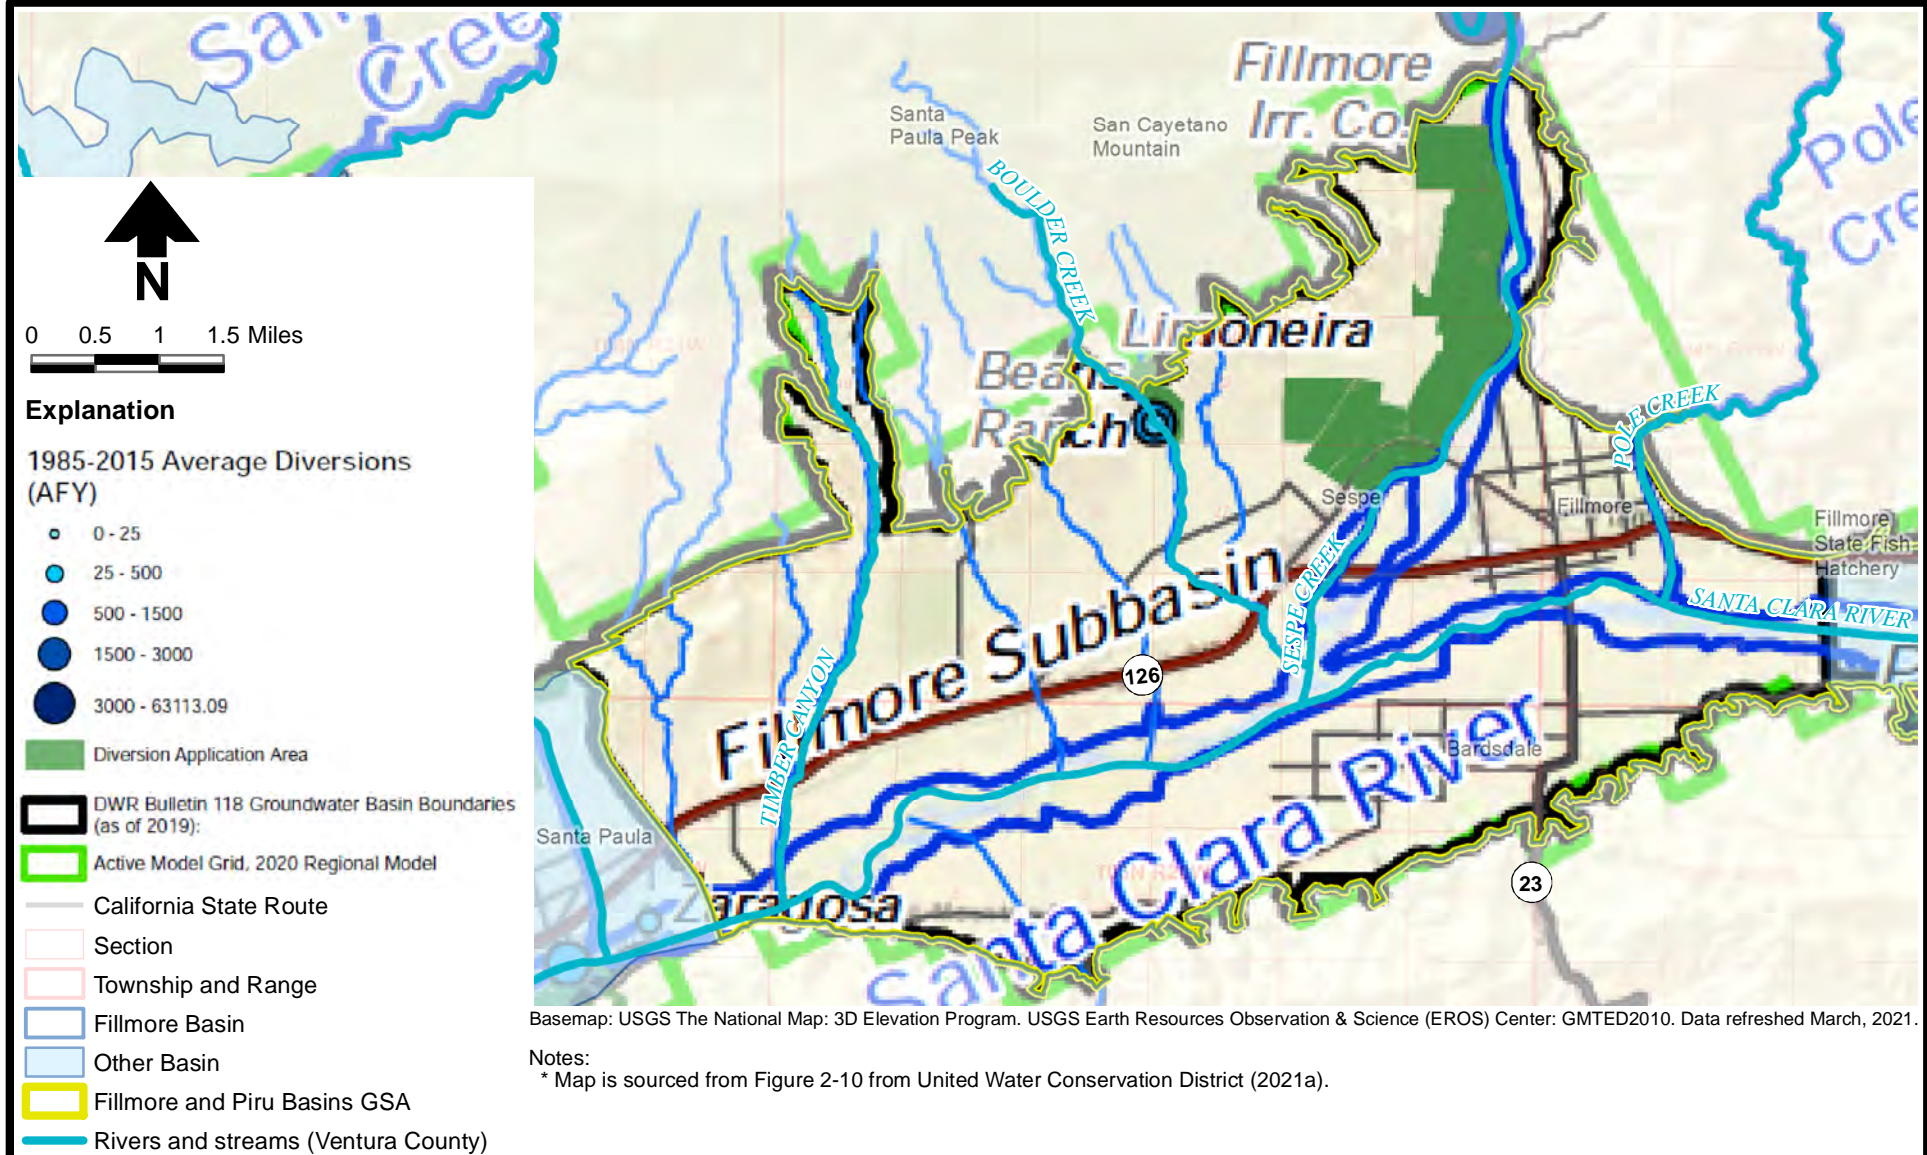 San
Creek
Fillmore
Irr. Co.
Pole
Cre
Santa
Paula Peak
San Cayetano
Mountain
BOULDER CREEK
Limoneira
Beans
Ranch
POLE CREEK
Sespe
Fillmore
Fillmore
State Fish
Hatchery
Fillmore Subbasin
SESPE CREEK
SANTA CLARA RIVER
126
TIMBER CANYON
Bardsdale
Santa Paula
Zaragosa
Santa Clara River
23
P
N
0 0.5 1 1.5 Miles
Explanation
1985-2015 Average Diversions
(AFY)
0 - 25
25 - 500
500 - 1500
1500 - 3000
3000 - 63113.09
Diversion Application Area
DWR Bulletin 118 Groundwater Basin Boundaries
(as of 2019):
Active Model Grid, 2020 Regional Model
California State Route
Section
Township and Range
Fillmore Basin
Other Basin
Fillmore and Piru Basins GSA
Rivers and streams (Ventura County)
Basemap: USGS The National Map: 3D Elevation Program. USGS Earth Resources Observation & Science (EROS) Center: GMTED2010. Data refreshed March, 2021.
Notes:
* Map is sourced from Figure 2-10 from United Water Conservation District (2021a).